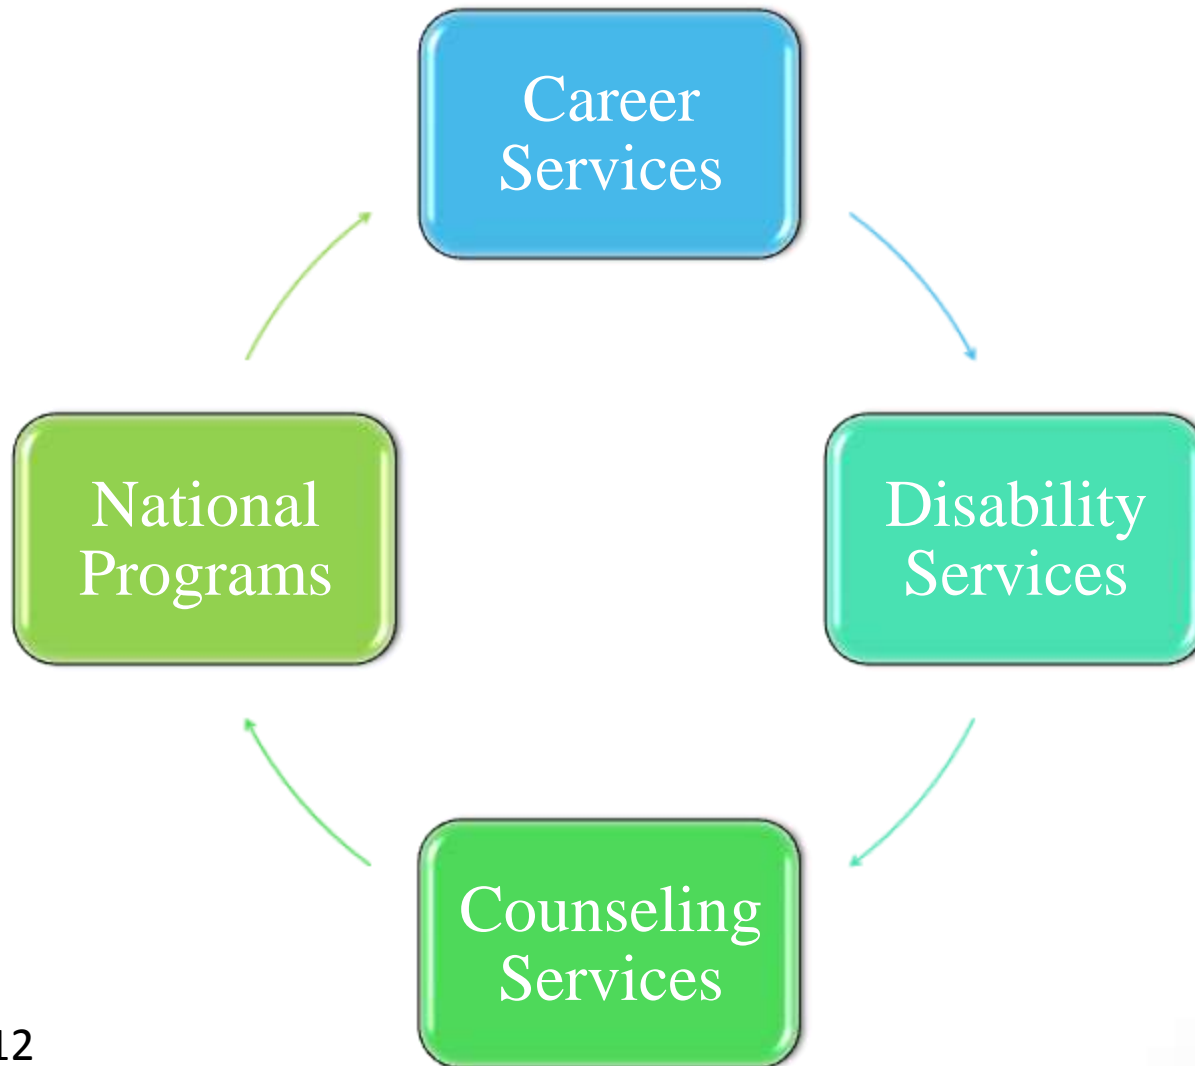 Career
Services
National
Programs
Disability
Services
Counseling
Services
12